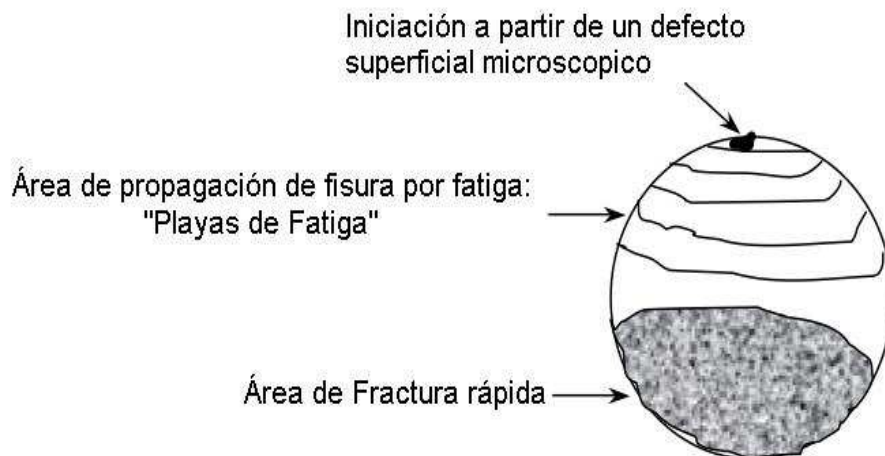 Iniciación a partir de un defecto
superficial microscopico
Área de propagación de fisura por fatiga:
"Playas de Fatiga"
Área de Fractura rápida